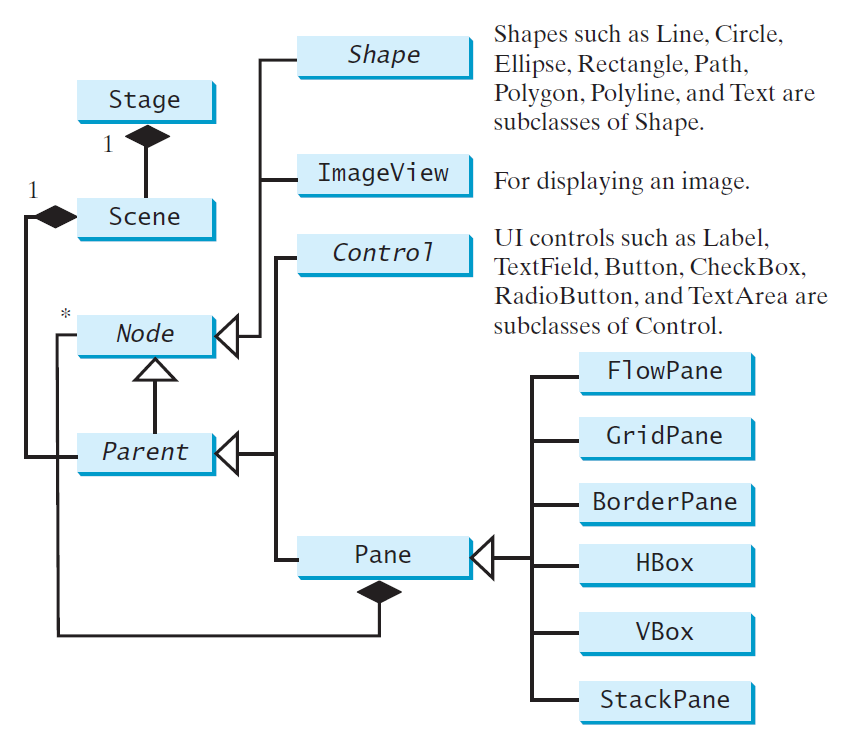 Shape
Shapes such as Line, Circle,
Ellipse, Rectangle, Path,
Polygon, Polyline, and Text are
subclasses of Shape.
Stage
1
ImageView
For displaying an image.
1
Scene
Control
UI controls such as Label,
TextField, Button, CheckBox,
RadioButton, and TextArea are
subclasses of Control.
*
Node
FlowPane
GridPane
Parent
BorderPane
Pane
HBox
VBox
StackPane